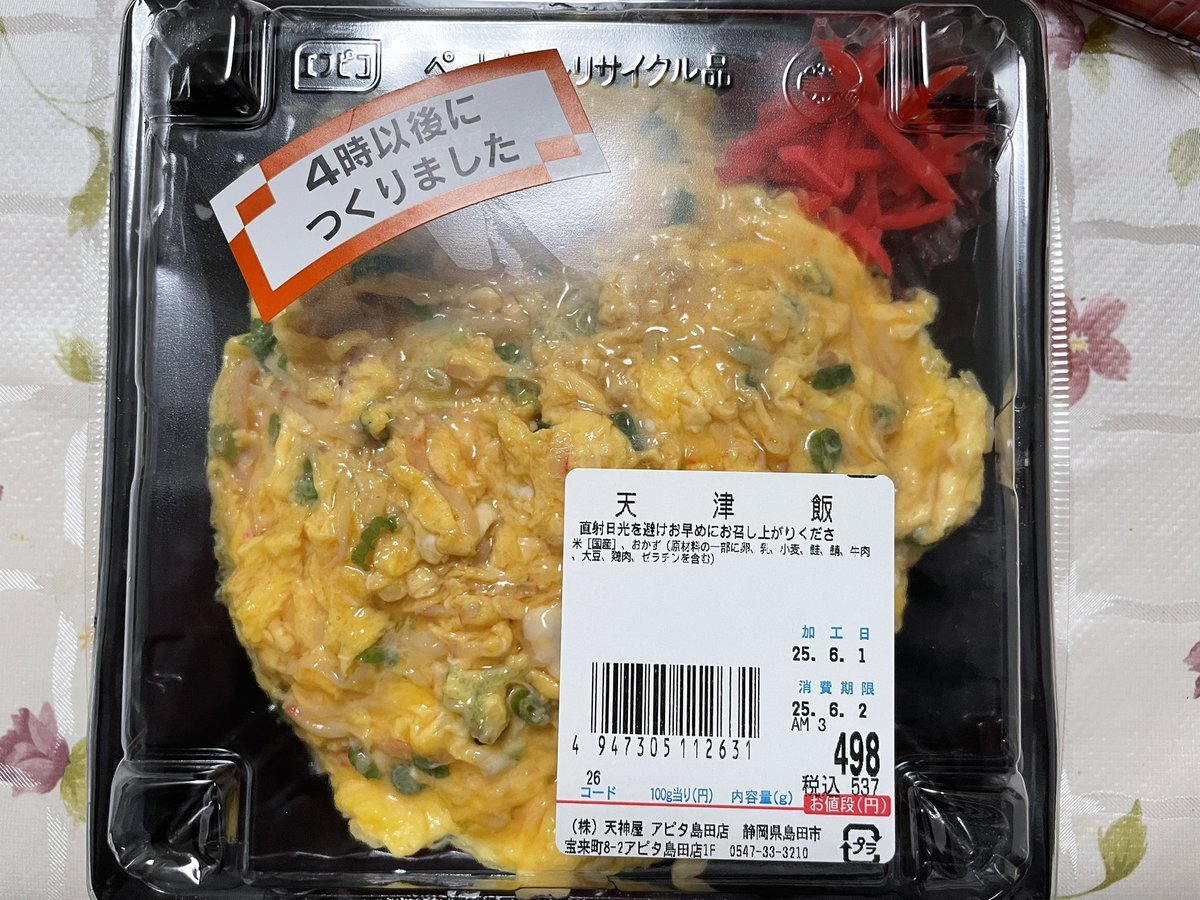 エフピコ
リサイクル品
4時以後に
つくりました
天 津 飯
直射日光を避けお早めにお召し上がりくださ
米［国産］、おかず（原材料の一部に卵、乳、小麦、鮭、鯖、牛肉
、大豆、鶏肉、ゼラチンを含む）
加工日
25. 6. 1
消費期限
25. 6. 2
AM 3
4 947305 112631
498
税込 537
26
コード 100g当り(円) 内容量(g) お値段(円)
（株）天神屋 アピタ島田店 静岡県島田市
宝来町8-2アピタ島田店1F 0547-33-3210
プラ